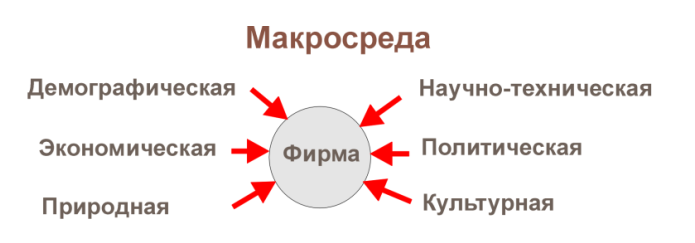 Макросреда
Демографическая
Научно-техническая
Экономическая
Фирма
Политическая
Природная
Культурная